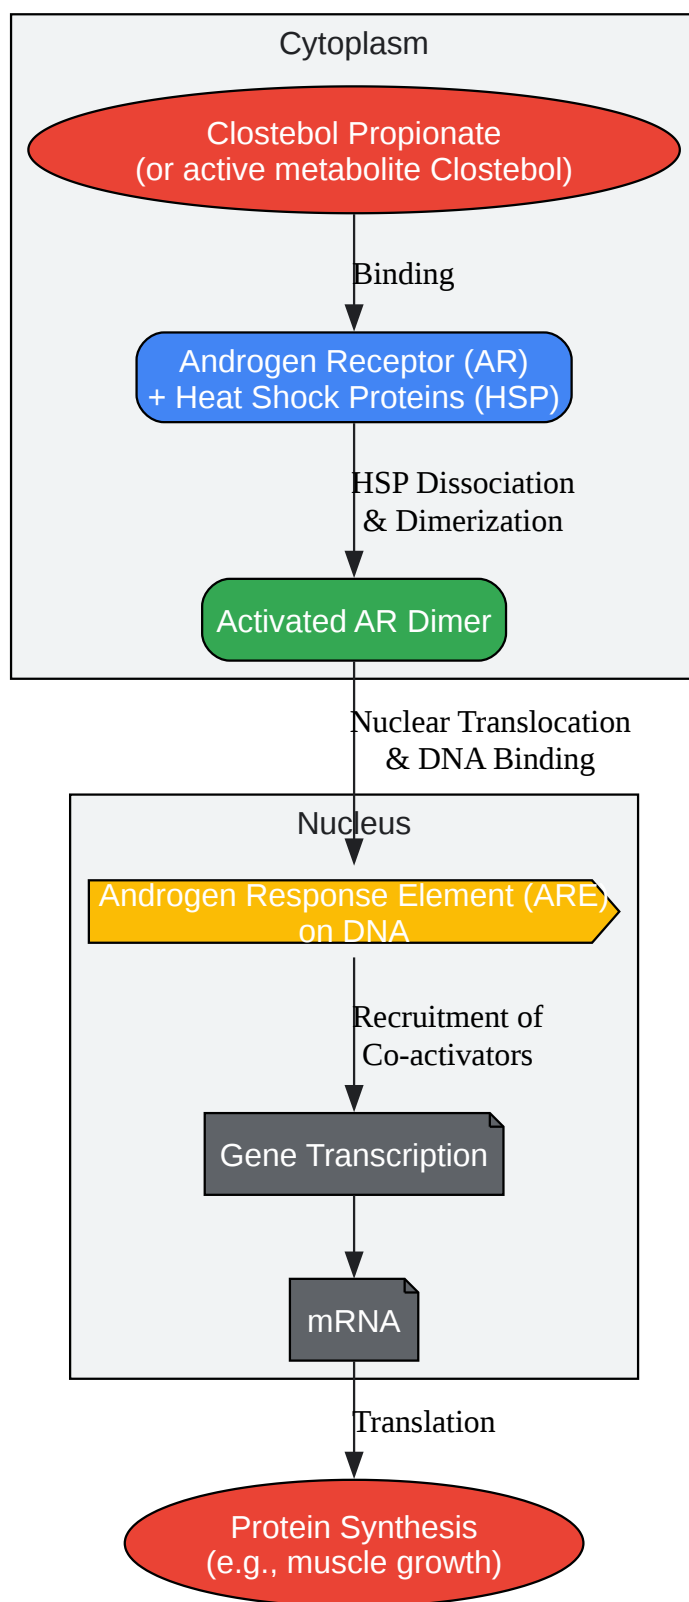 Cytoplasm
Clostebol Propionate
(or active metabolite Clostebol)
Binding
Androgen Receptor (AR)
+ Heat Shock Proteins (HSP)
HSP Dissociation
& Dimerization
Activated AR Dimer
Nuclear Translocation
& DNA Binding
Nucleus
Androgen Response Element (ARE)
on DNA
Recruitment of
Co-activators
Gene Transcription
mRNA
Translation
Protein Synthesis
(e.g., muscle growth)